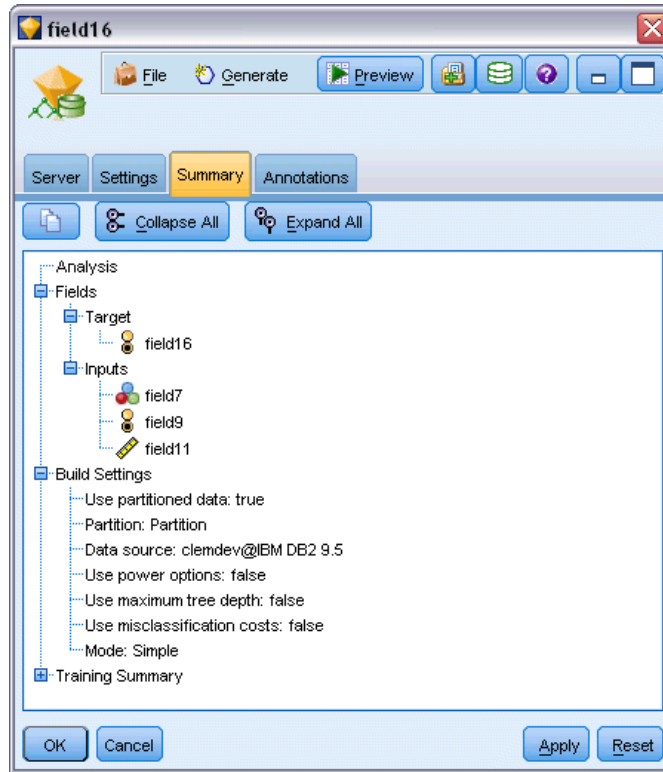 field16
File Generate Preview
Server Settings Summary Annotations
Collapse All Expand All
Analysis
Fields
Target
field16
Inputs
field7
field9
field11
Build Settings
Use partitioned data: true
Partition: Partition
Data source: clemdev@IBM DB2 9.5
Use power options: false
Use maximum tree depth: false
Use misclassification costs: false
Mode: Simple
Training Summary
OK Cancel Apply Reset